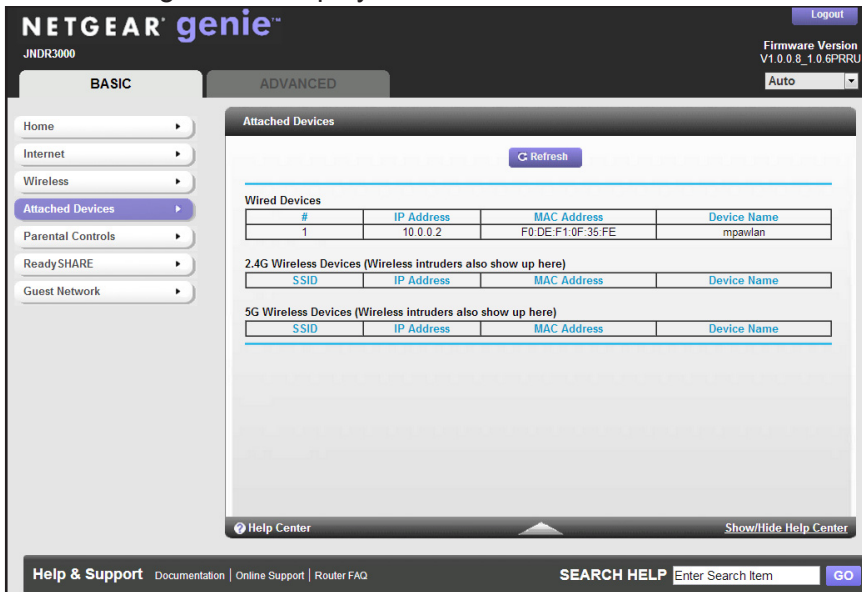 NETGEAR® genie™
Logout
JNDR3000
Firmware Version
V1.0.0.8_1.0.6PRRU
BASIC
ADVANCED
Auto
Home
Internet
Wireless
Attached Devices
Parental Controls
ReadySHARE
Guest Network
Attached Devices
Refresh
Wired Devices
# IP Address MAC Address Device Name
1 10.0.0.2 F0:DE:F1:0F:35:FE mpawlan
2.4G Wireless Devices (Wireless intruders also show up here)
SSID IP Address MAC Address Device Name
5G Wireless Devices (Wireless intruders also show up here)
SSID IP Address MAC Address Device Name
Help Center
Show/Hide Help Center
Help & Support Documentation | Online Support | Router FAQ
SEARCH HELP Enter Search Item GO